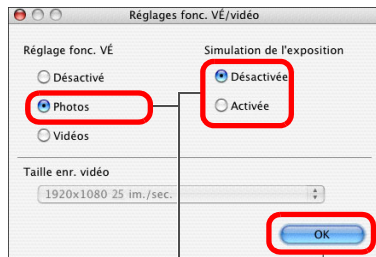 Réglages fonc. VÉ/vidéo
Réglage fonc. VÉ
Simulation de l'exposition
Désactivé
Désactivée
Photos
Activée
Vidéos
Taille enr. vidéo
1920x1080 25 im./sec.
OK